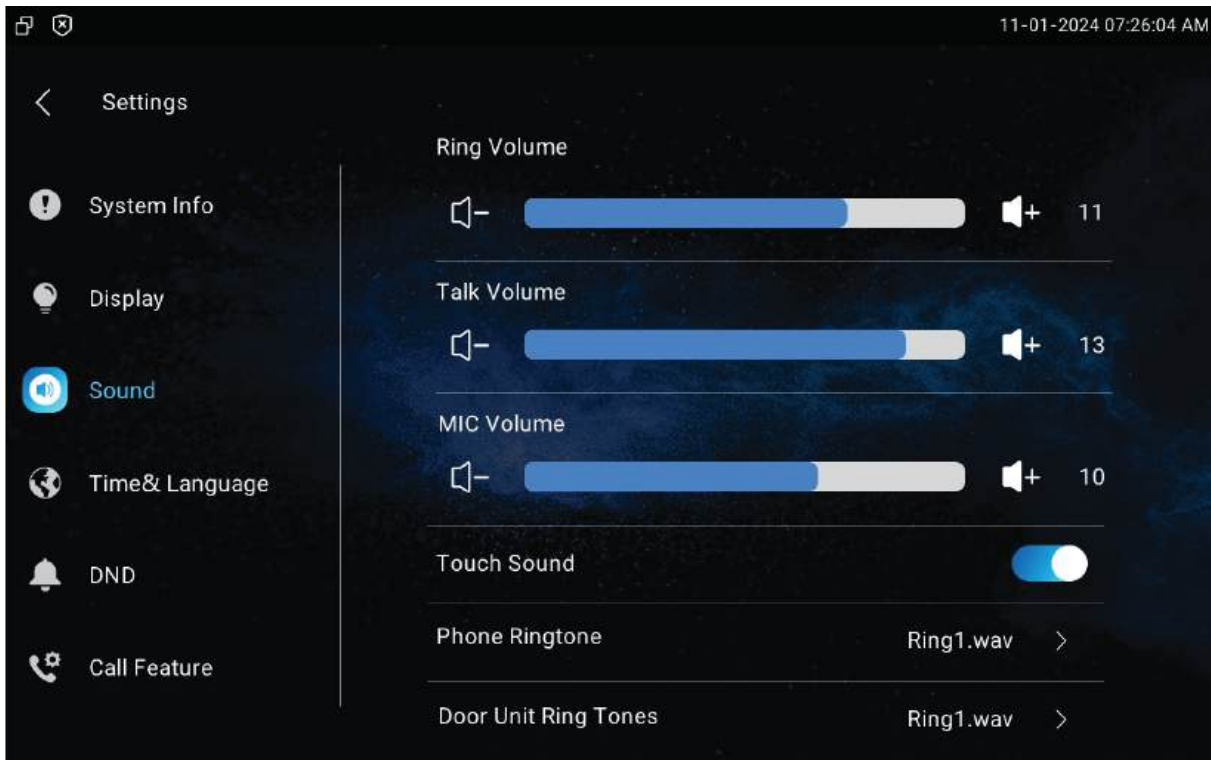 11-01-2024 07:26:04 AM
Settings
System Info
Display
Sound
Time& Language
DND
Call Feature
Ring Volume
11
Talk Volume
13
MIC Volume
10
Touch Sound
Phone Ringtone Ring1.wav
Door Unit Ring Tones Ring1.wav